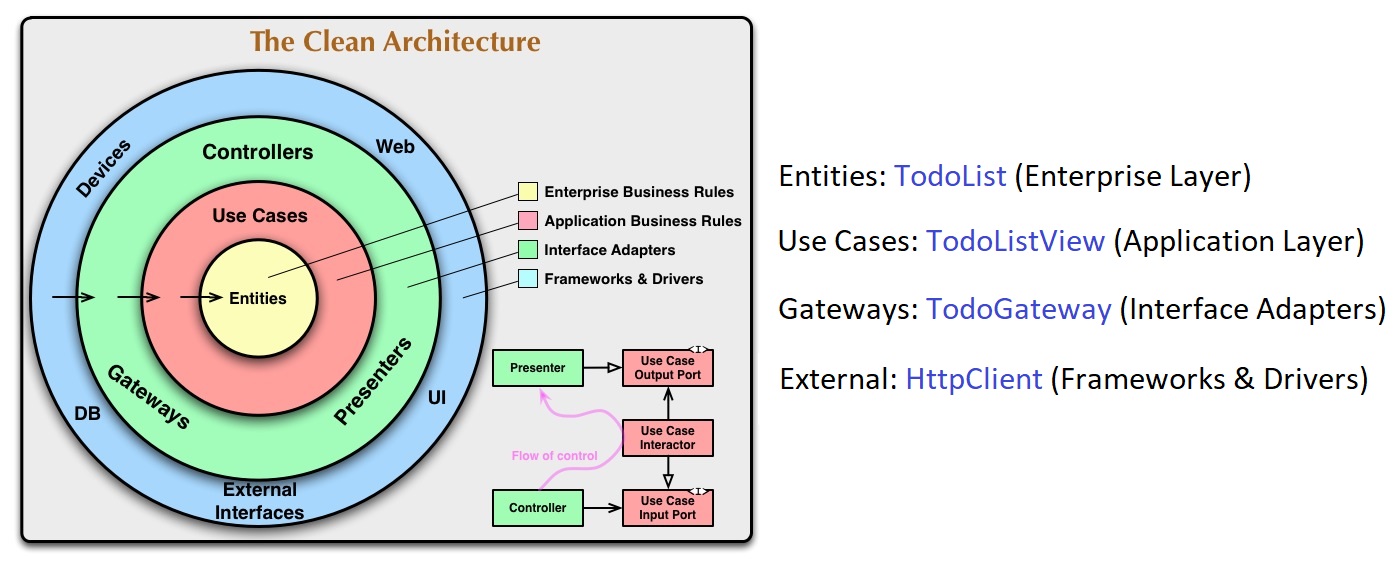 The Clean Architecture
Devices
Web
Controllers
Use Cases
Entities
Gateways
Presenters
DB
UI
External
Interfaces
Enterprise Business Rules
Application Business Rules
Interface Adapters
Frameworks & Drivers
Presenter
<I>
Use Case
Output Port
Use Case
Interactor
Flow of control
Controller
<I>
Use Case
Input Port
Entities: TodoList (Enterprise Layer)
Use Cases: TodoListView (Application Layer)
Gateways: TodoGateway (Interface Adapters)
External: HttpClient (Frameworks & Drivers)